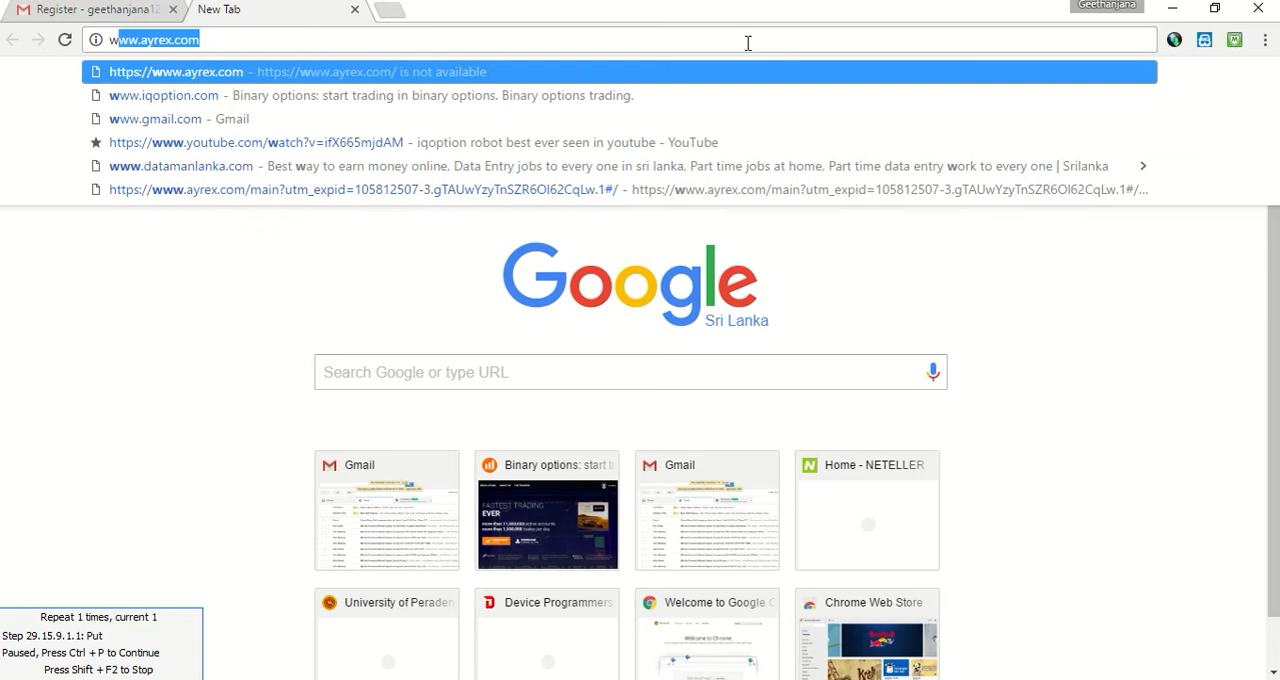 Register - geethanjana12
New Tab
Geethanjana
www.ayrex.com
https://www.ayrex.com - https://www.ayrex.com/ is not available
www.iqoption.com - Binary options: start trading in binary options. Binary options trading.
www.gmail.com - Gmail
https://www.youtube.com/watch?v=ifX665mjdAM - iqoption robot best ever seen in youtube - YouTube
www.datamanlanka.com - Best way to earn money online, Data Entry jobs to every one in sri lanka, Part time jobs at home, Part time data entry work to every one | Srilanka
https://www.ayrex.com/main?utm_expid=105812507-3.gTAUwYzyTnSZR6Ol62CqLw.1#/ - https://www.ayrex.com/main?utm_expid=105812507-3.gTAUwYzyTnSZR6Ol62CqLw.1#/...
Google
Sri Lanka
Search Google or type URL
Gmail
Binary options: start t
Gmail
Home - NETELLER
FASTEST TRADING
EVER
University of Peraden
Device Programmers
Welcome to Google C
Chrome Web Store
Repeat 1 times, current 1
Step 29.15.9.1.1: Put
Paused, Press Ctrl + P to Continue
Press Shift + F2 to Stop